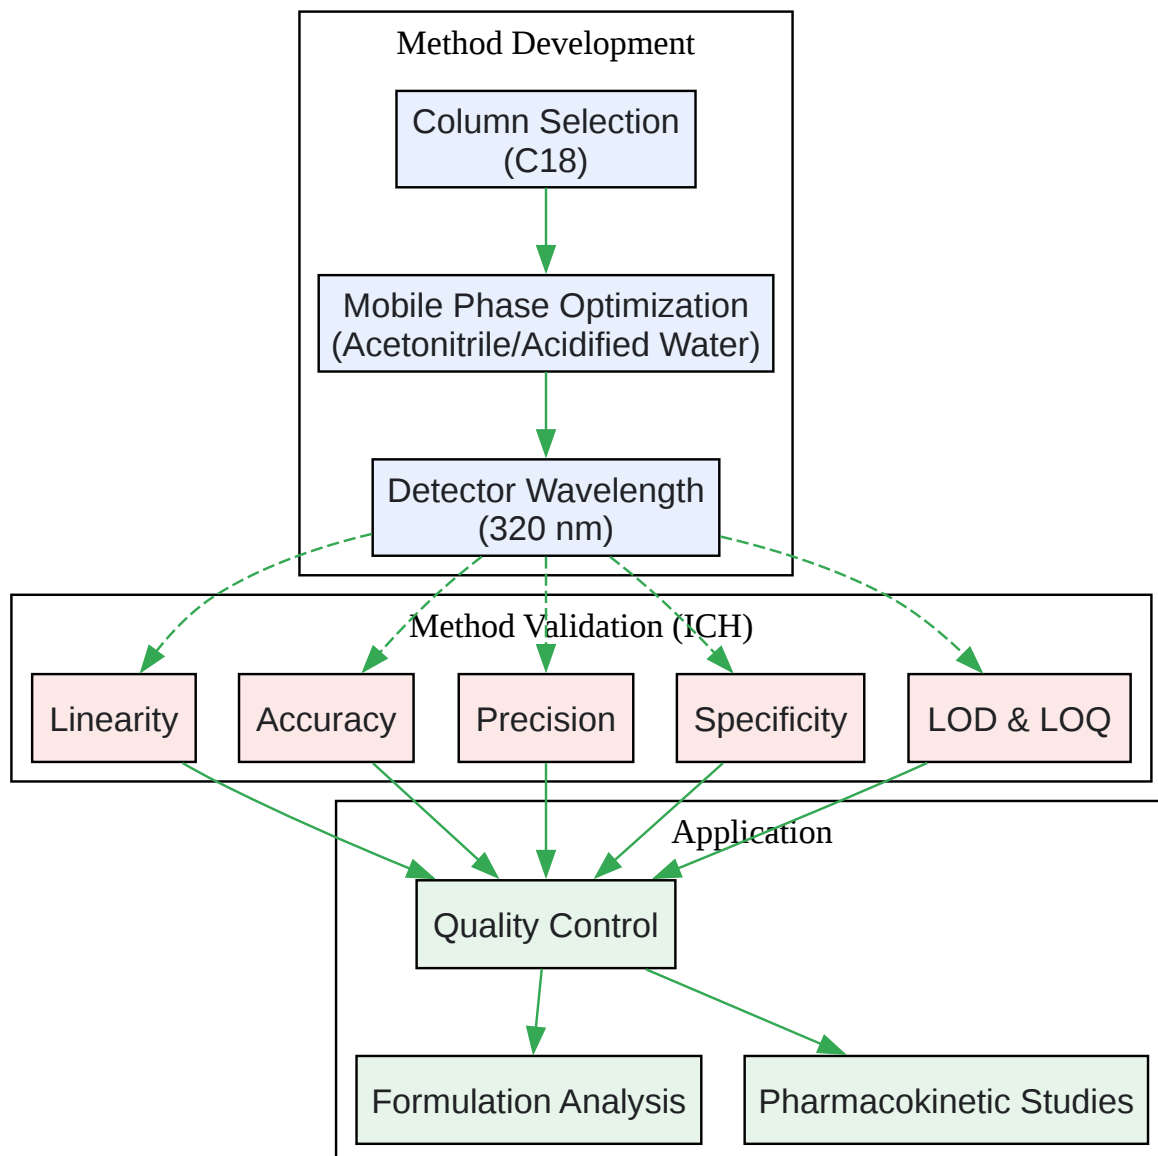 Method Development
Column Selection
(C18)
Mobile Phase Optimization
(Acetonitrile/Acidified Water)
Detector Wavelength
(320 nm)
Method Validation (ICH)
Linearity
Accuracy
Precision
Specificity
LOD & LOQ
Application
Quality Control
Formulation Analysis
Pharmacokinetic Studies